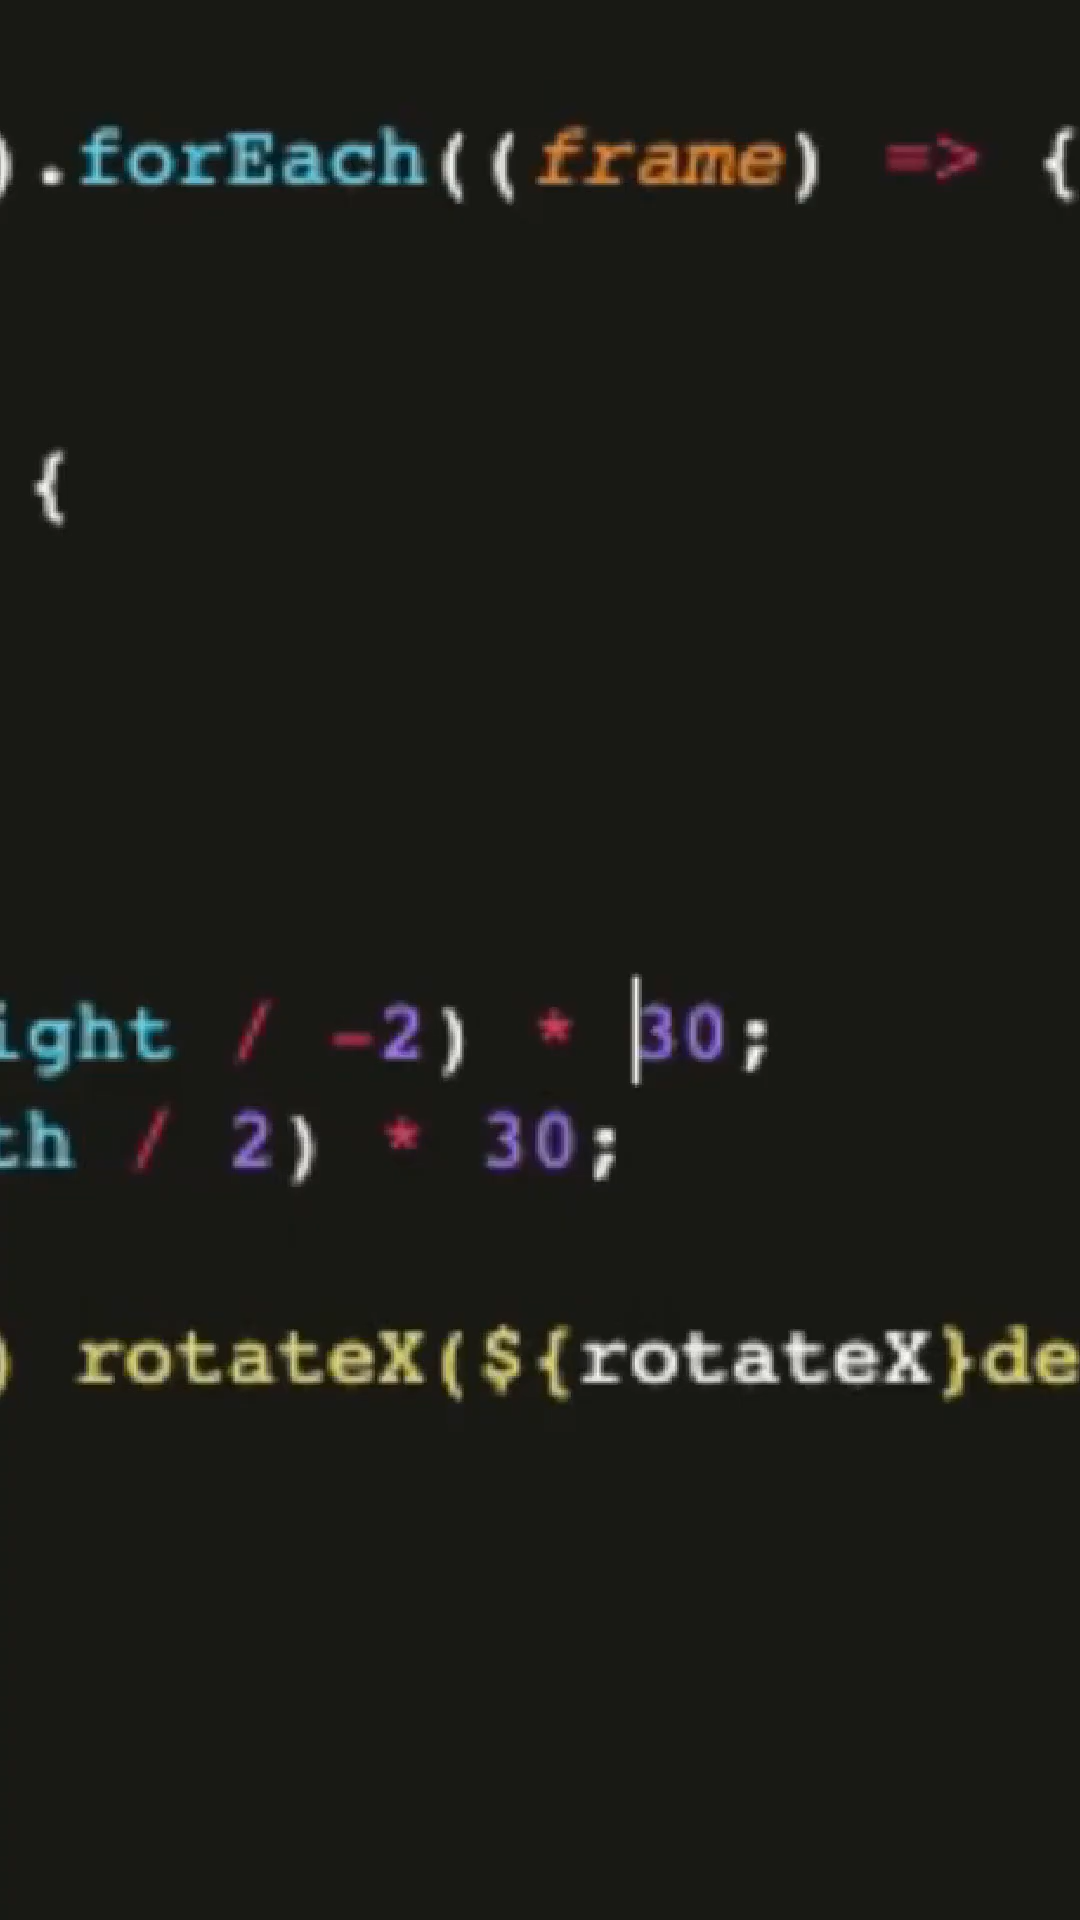 ).forEach((frame) => {
{
ight / -2) * 30;
th / 2) * 30;
) rotateX(${rotateX}de